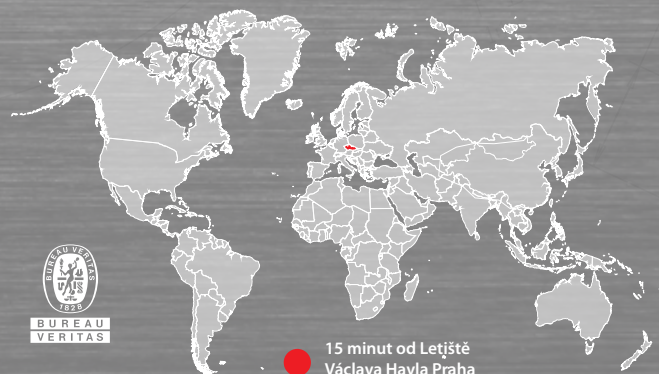 BUREAU VERITAS
1828
BUREAU
VERITAS
15 minut od Letiště
Václava Havla Praha